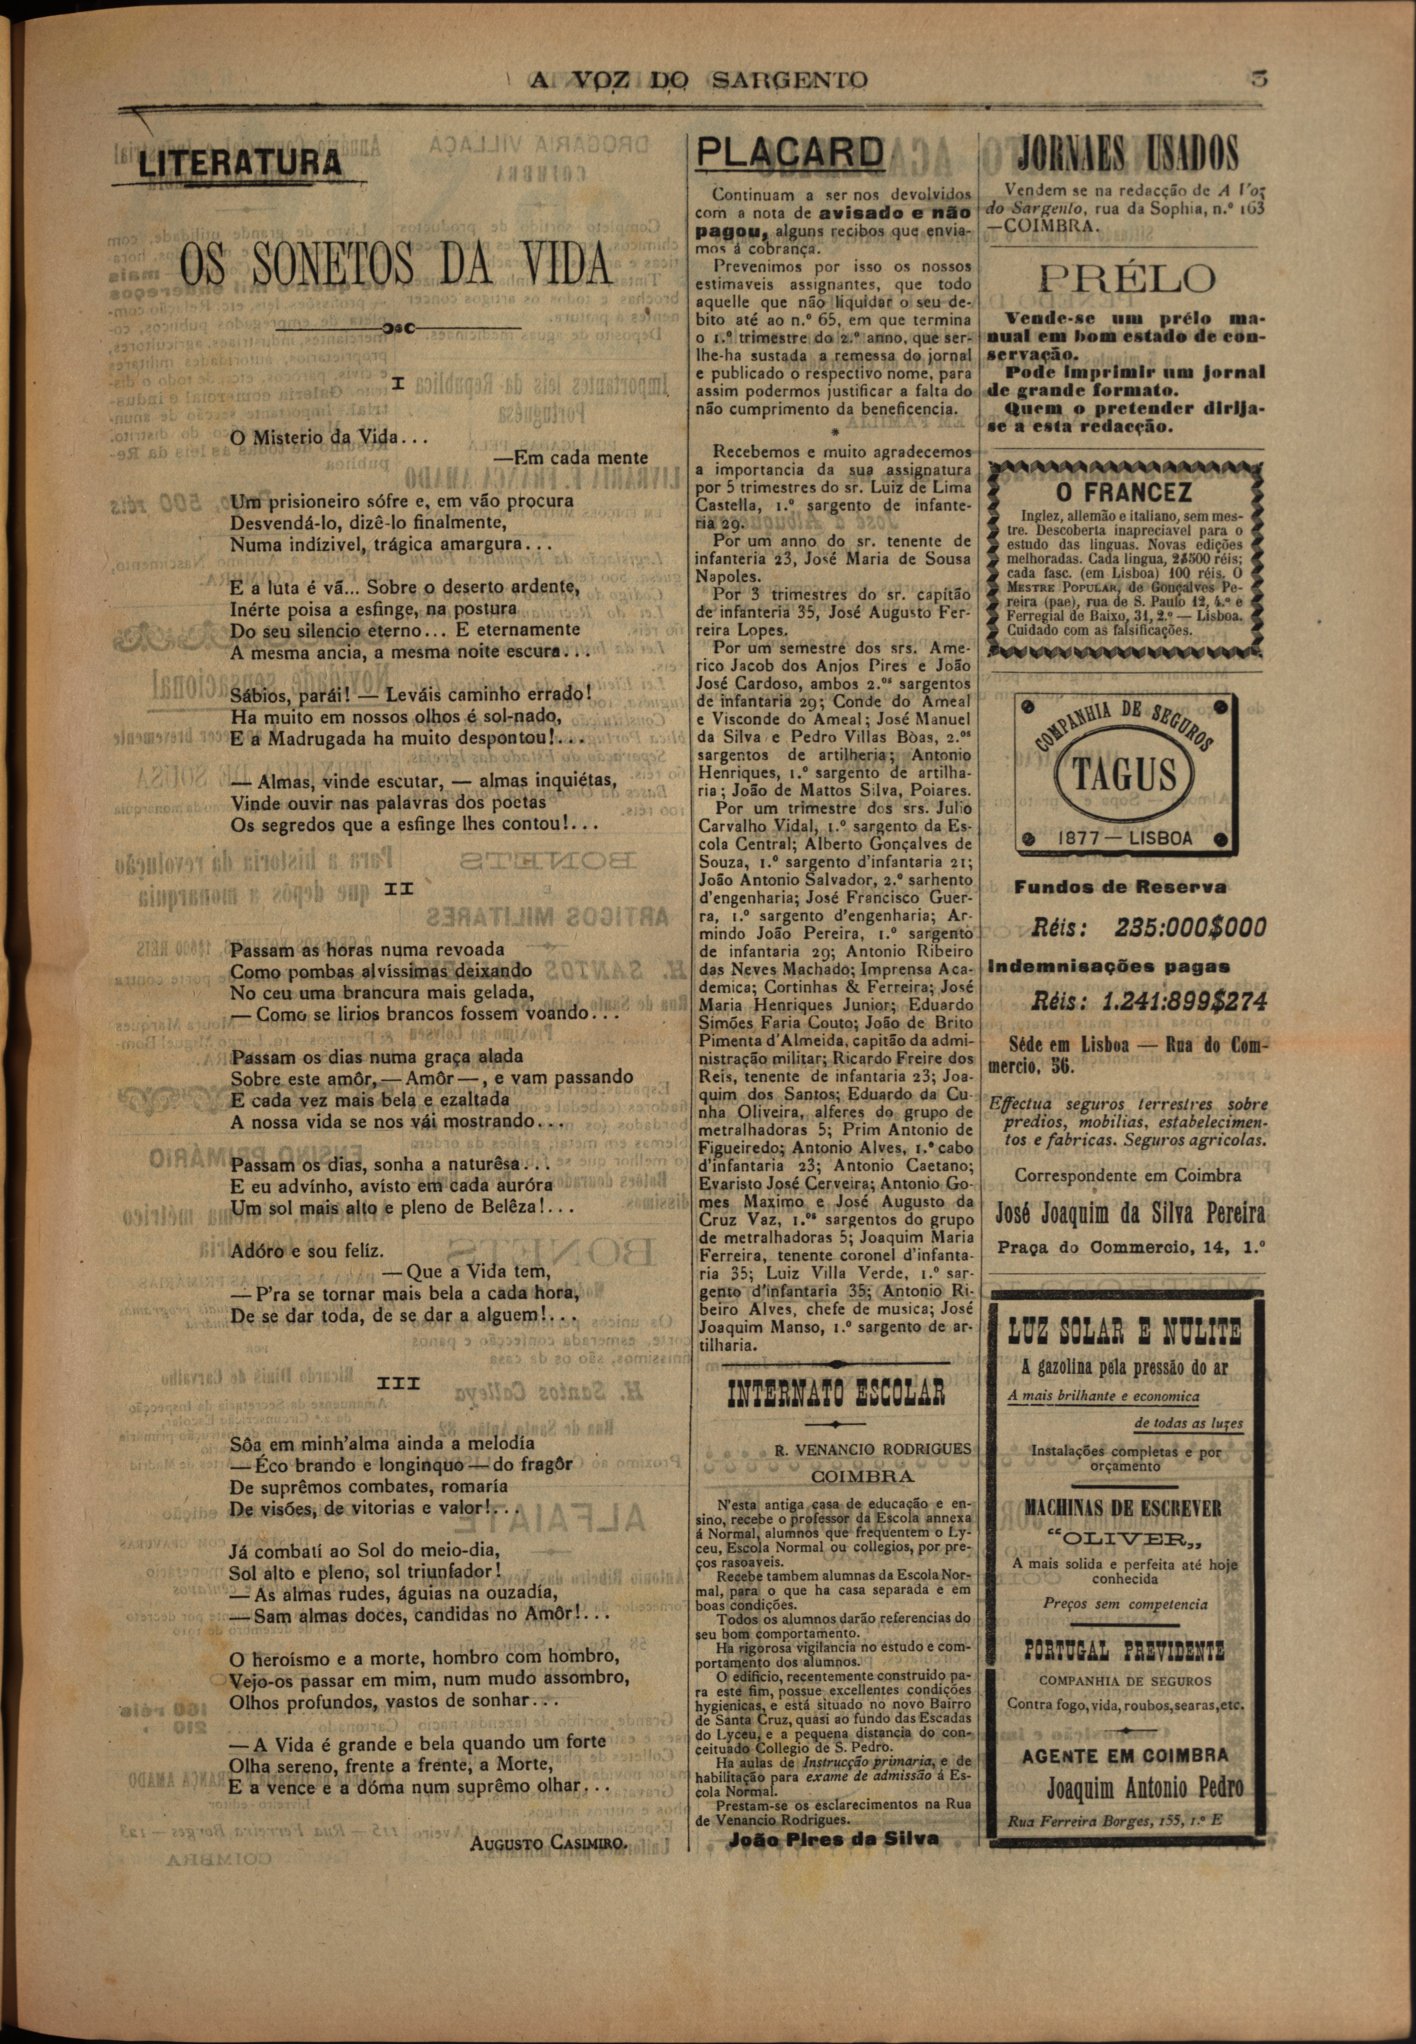 A VOZ DO SARGENTO 3
LITERATURA
OS SONETOS DA VIDA
I
O Misterio da Vida...
—Em cada mente
Um prisioneiro sófre e, em vão procura
Desvendá-lo, dizê-lo finalmente,
Numa indízivel, trágica amargura...
E a luta é vã... Sobre o deserto ardente,
Inérte poisa a esfinge, na postura
Do seu silencio eterno... E eternamente
A mesma ancia, a mesma noite escura...
Sábios, parái! — Leváis caminho errado!
Ha muito em nossos olhos é sol-nado,
E a Madrugada ha muito despontou!...
— Almas, vinde escutar, — almas inquiétas,
Vinde ouvir nas palavras dos poetas
Os segredos que a esfinge lhes contou!...
II
Passam as horas numa revoada
Como pombas alvíssimas deixando
No ceu uma brancura mais gelada,
— Como se lirios brancos fossem voando...
Passam os dias numa graça alada
Sobre este amôr, — Amôr —, e vam passando
E cada vez mais bela e ezaltada
A nossa vida se nos vái mostrando...
Passam os dias, sonha a naturêsa...
E eu advínho, avísto em cada auróra
Um sol mais alto e pleno de Belêza!...
Adóro e sou felíz.
—Que a Vida tem,
— P'ra se tornar mais bela a cada hora,
De se dar toda, de se dar a alguem!...
III
Sôa em minh'alma ainda a melodía
— Éco brando e longinquo — do fragôr
De suprêmos combates, romaría
De visões, de vitorias e valor!...
Já combatí ao Sol do meio-dia,
Sol alto e pleno, sol triunfador!
— As almas rudes, águias na ouzadía,
— Sam almas doces, candidas no Amôr!...
O heroísmo e a morte, hombro com hombro,
Vejo-os passar em mim, num mudo assombro,
Olhos profundos, vastos de sonhar...
— A Vida é grande e bela quando um forte
Olha sereno, frente a frente, a Morte,
E a vence e a dóma num suprêmo olhar...
AUGUSTO CASIMIRO.
PLACARD
Continuam a ser nos devolvidos
com a nota de avisado e não
pagou, alguns recibos que envia-
mos á cobrança.
Prevenimos por isso os nossos
estimaveis assignantes, que todo
aquelle que não liquidar o seu de-
bito até ao n.º 65, em que termina
o 1.º trimestre do 2.º anno, que ser-
lhe-ha sustada a remessa do jornal
e publicado o respectivo nome, para
assim podermos justificar a falta do
não cumprimento da beneficencia.
*
Recebemos e muito agradecemos
a importancia da sua assignatura
por 5 trimestres do sr. Luiz de Lima
Castella, 1.º sargento de infante-
ria 29.
Por um anno do sr. tenente de
infanteria 23, José Maria de Sousa
Napoles.
Por 3 trimestres do sr. capitão
de infanteria 35, José Augusto Fer-
reira Lopes.
Por um semestre dos srs. Ame-
rico Jacob dos Anjos Pires e João
José Cardoso, ambos 2.ºs sargentos
de infantaria 29; Conde do Ameal
e Visconde do Ameal; José Manuel
da Silva e Pedro Villas Bòas, 2.ºs
sargentos de artilheria; Antonio
Henriques, 1.º sargento de artilha-
ria; João de Mattos Silva, Poiares.
Por um trimestre dos srs. Julio
Carvalho Vidal, 1.º sargento da Es-
cola Central; Alberto Gonçalves de
Souza, 1.º sargento d'infantaria 21;
João Antonio Salvador, 2.º sarhento
d'engenharia; José Francisco Guer-
ra, 1.º sargento d'engenharia; Ar-
mindo João Pereira, 1.º sargento
de infantaria 29; Antonio Ribeiro
das Neves Machado; Imprensa Aca-
demica; Cortinhas & Ferreira; José
Maria Henriques Junior; Eduardo
Simões Faria Couto; João de Brito
Pimenta d'Almeida, capitão da admi-
nistração militar; Ricardo Freire dos
Reis, tenente de infantaria 23; Joa-
quim dos Santos; Eduardo da Cu-
nha Oliveira, alferes do grupo de
metralhadoras 5; Prim Antonio de
Figueiredo; Antonio Alves, 1.º cabo
d'infantaria 23; Antonio Caetano;
Evaristo José Cerveira; Antonio Go-
mes Maximo e José Augusto da
Cruz Vaz, 1.ºs sargentos do grupo
de metralhadoras 5; Joaquim Maria
Ferreira, tenente coronel d'infanta-
ria 35; Luiz Villa Verde, 1.º sar-
gento d'infantaria 35; Antonio Ri-
beiro Alves, chefe de musica; José
Joaquim Manso, 1.º sargento de ar-
tilharia.
INTERNATO ESCOLAR
R. VENANCIO RODRIGUES
COIMBRA
N'esta antiga casa de educação e en-
sino, recebe o professor da Escola annexa
á Normal, alumnos que frequentem o Ly-
ceu, Escola Normal ou collegios, por pre-
ços rasoaveis.
Recebe tambem alumnas da Escola Nor-
mal, para o que ha casa separada e em
boas condições.
Todos os alumnos darão referencias do
seu bom comportamento.
Ha rigorosa vigilancia no estudo e com-
portamento dos alumnos.
O edificio, recentemente construido pa-
ra este fim, possue excellentes condições
hygienicas, e está situado no novo Bairro
de Santa Cruz, quasi ao fundo das Escadas
do Lyceu, e a pequena distancia do con-
ceituado Collegio de S. Pedro.
Ha aulas de Instrucção primaria, e de
habilitação para exame de admissão á Es-
cola Normal.
Prestam-se os esclarecimentos na Rua
de Venancio Rodrigues.
João Pires da Silva
JORNAES USADOS
Vendem se na redacção de A Voz
do Sargento, rua da Sophia, n.º 163
—COIMBRA.
PRÉLO
Vende-se um prélo ma-
nual em bom estado de con-
servação.
Pode imprimir um jornal
de grande formato.
Quem o pretender dirija-
se a esta redacção.
O FRANCEZ
Inglez, allemão e italiano, sem mes-
tre. Descoberta inapreciavel para o
estudo das linguas. Novas edições
melhoradas. Cada lingua, 2$500 réis;
cada fasc. (em Lisboa) 100 réis. O
MESTRE POPULAR, de Gonçalves Pe-
reira (pae), rua de S. Paulo 12, 4.º e
Ferregial de Baixo, 31, 2.º — Lisboa.
Cuidado com as falsificações.
COMPANHIA DE SEGUROS
TAGUS
1877 — LISBOA
Fundos de Reserva
Réis: 235:000$000
Indemnisações pagas
Réis: 1.241:899$274
Séde em Lisboa — Rua do Com-
mercio, 56.
Effectua seguros terrestres sobre
predios, mobilias, estabelecimen-
tos e fabricas. Seguros agricolas.
Correspondente em Coimbra
José Joaquim da Silva Pereira
Praça do Commercio, 14, 1.º
LUZ SOLAR E NULITE
A gazolina pela pressão do ar
A mais brilhante e economica
de todas as luzes
Instalações completas e por
orçamento
MACHINAS DE ESCREVER
“OLIVER„
A mais solida e perfeita até hoje
conhecida
Preços sem competencia
PORTUGAL PREVIDENTE
COMPANHIA DE SEGUROS
Contra fogo, vida, roubos, searas, etc.
AGENTE EM COIMBRA
Joaquim Antonio Pedro
Rua Ferreira Borges, 155, 1.º E